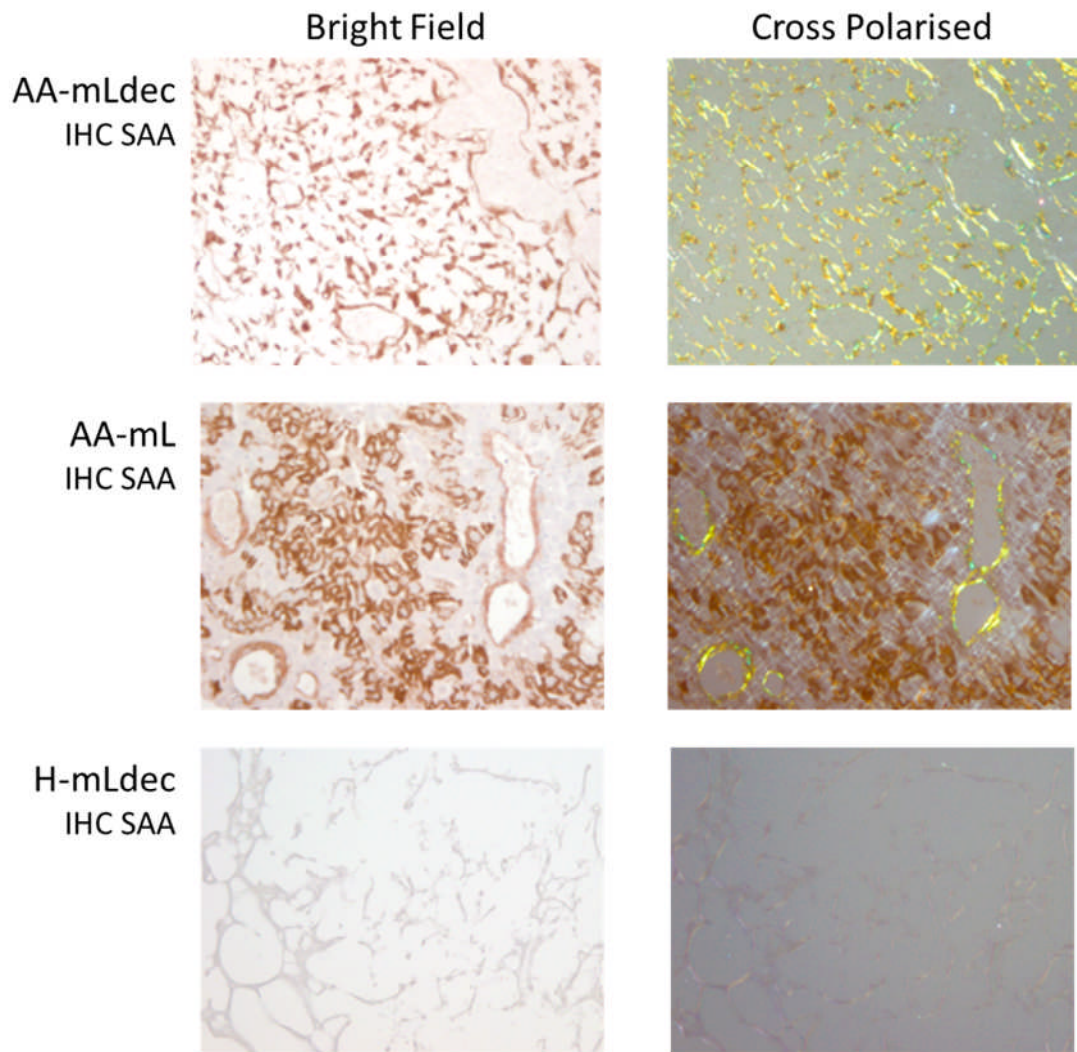 Bright Field
Cross Polarised
AA-mLdec
IHC SAA
AA-mL
IHC SAA
H-mLdec
IHC SAA